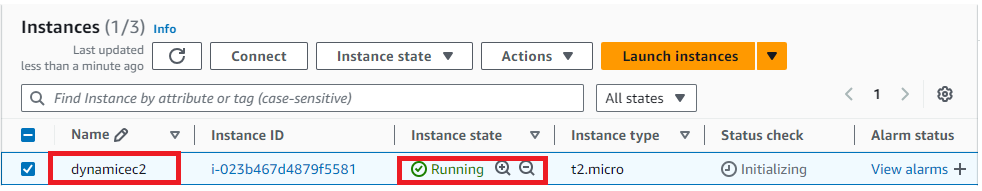 Instances (1/3) Info
Last updated
less than a minute ago
Connect Instance state Actions Launch instances
Find Instance by attribute or tag (case-sensitive) All states 1
Name Instance ID Instance state Instance type Status check Alarm status
dynamicec2 i-023b467d4879f5581 Running t2.micro Initializing View alarms